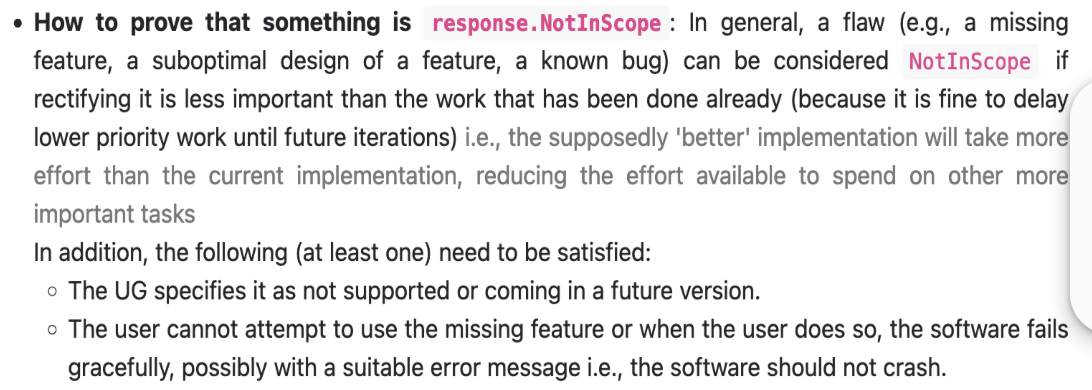 • How to prove that something is response.NotInScope: In general, a flaw (e.g., a missing
feature, a suboptimal design of a feature, a known bug) can be considered NotInScope if
rectifying it is less important than the work that has been done already (because it is fine to delay
lower priority work until future iterations) i.e., the supposedly 'better' implementation will take more
effort than the current implementation, reducing the effort available to spend on other more
important tasks
In addition, the following (at least one) need to be satisfied:
◦ The UG specifies it as not supported or coming in a future version.
◦ The user cannot attempt to use the missing feature or when the user does so, the software fails
gracefully, possibly with a suitable error message i.e., the software should not crash.